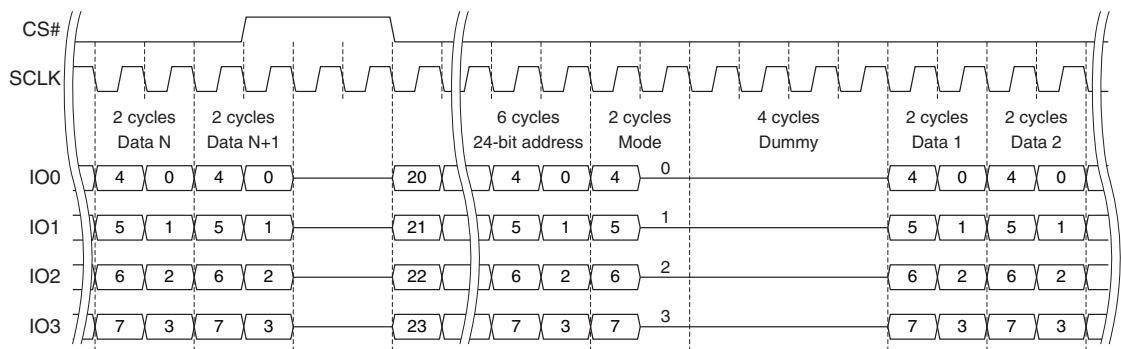 CS#
SCLK
2 cycles 2 cycles 6 cycles 2 cycles 4 cycles 2 cycles 2 cycles
Data N Data N+1 24-bit address Mode Dummy Data 1 Data 2
IO0 4 0 4 0 20 4 0 4 0 4 0 4 0
IO1 5 1 5 1 21 5 1 5 1 5 1 5 1
IO2 6 2 6 2 22 6 2 6 2 6 2 6 2
IO3 7 3 7 3 23 7 3 7 3 7 3 7 3